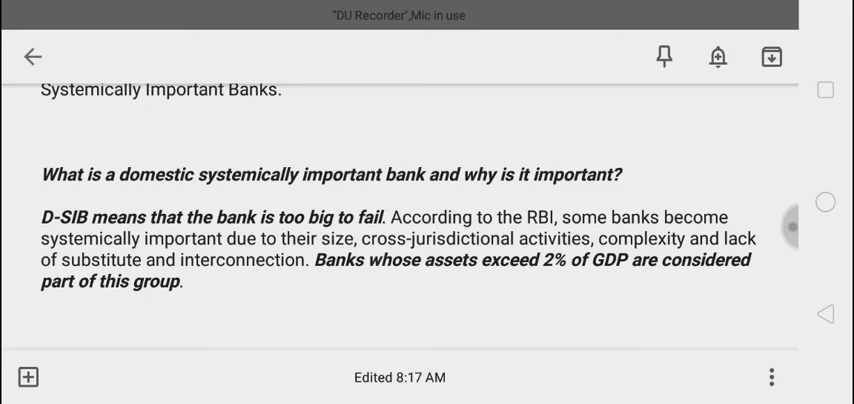 "DU Recorder",Mic in use
Systemically Important Banks.
What is a domestic systemically important bank and why is it important?
D-SIB means that the bank is too big to fail. According to the RBI, some banks become
systemically important due to their size, cross-jurisdictional activities, complexity and lack
of substitute and interconnection. Banks whose assets exceed 2% of GDP are considered
part of this group.
Edited 8:17 AM